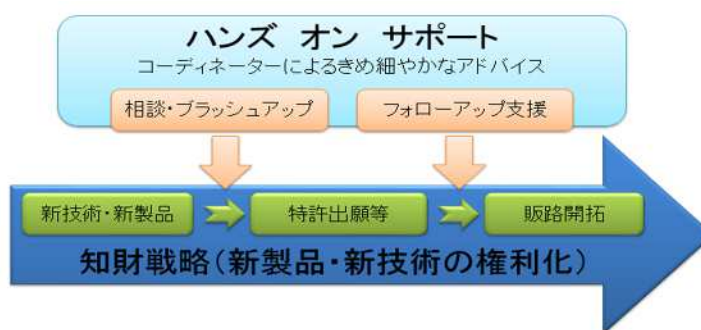 ハンズ オン サポート
コーディネーターによるきめ細やかなアドバイス
相談・ブラッシュアップ
フォローアップ支援
新技術・新製品
特許出願等
販路開拓
知財戦略(新製品・新技術の権利化)